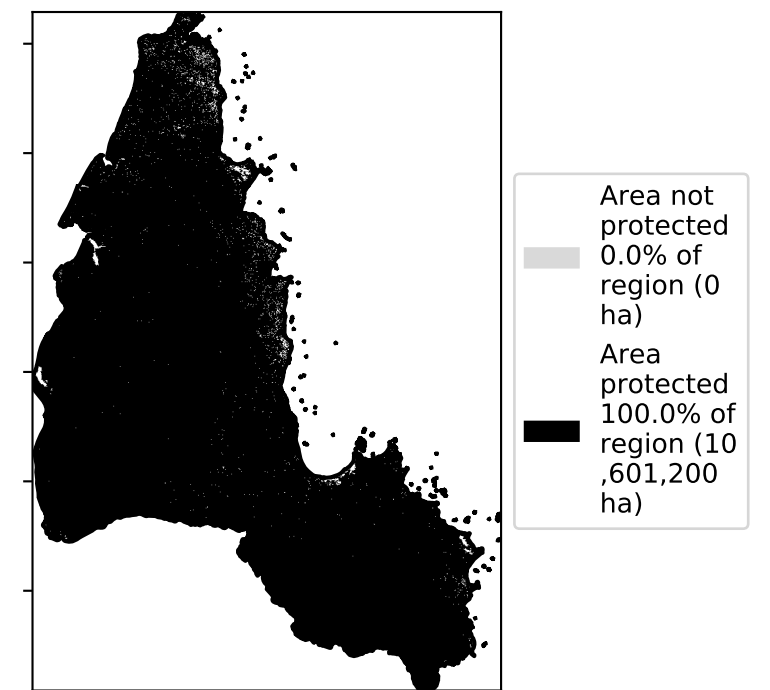 Area not
protected
0.0% of
region (0
ha)
Area
protected
100.0% of
region (10
,601,200
ha)